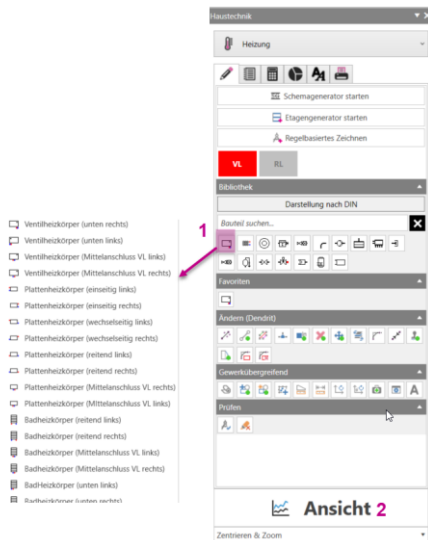 Haustechnik
Heizung
Schemagenerator starten
Etagengenerator starten
Regelbasiertes Zeichnen
VL
RL
Bibliothek
Darstellung nach DIN
Bauteil suchen...
1
Ventilheizkörper (unten rechts)
Ventilheizkörper (unten links)
Ventilheizkörper (Mittelanschluss VL links)
Ventilheizkörper (Mittelanschluss VL rechts)
Plattenheizkörper (einseitig links)
Plattenheizkörper (einseitig rechts)
Plattenheizkörper (wechselseitig links)
Plattenheizkörper (wechselseitig rechts)
Plattenheizkörper (reitend links)
Plattenheizkörper (reitend rechts)
Plattenheizkörper (Mittelanschluss VL rechts)
Plattenheizkörper (Mittelanschluss VL links)
Badheizkörper (reitend links)
Badheizkörper (reitend rechts)
Badheizkörper (Mittelanschluss VL links)
Badheizkörper (Mittelanschluss VL rechts)
BadHeizkörper (unten links)
Badheizkörper (unten rechts)
Favoriten
Ändern (Dendrit)
Gewerkübergreifend
Prüfen
Ansicht 2
Zentrieren & Zoom